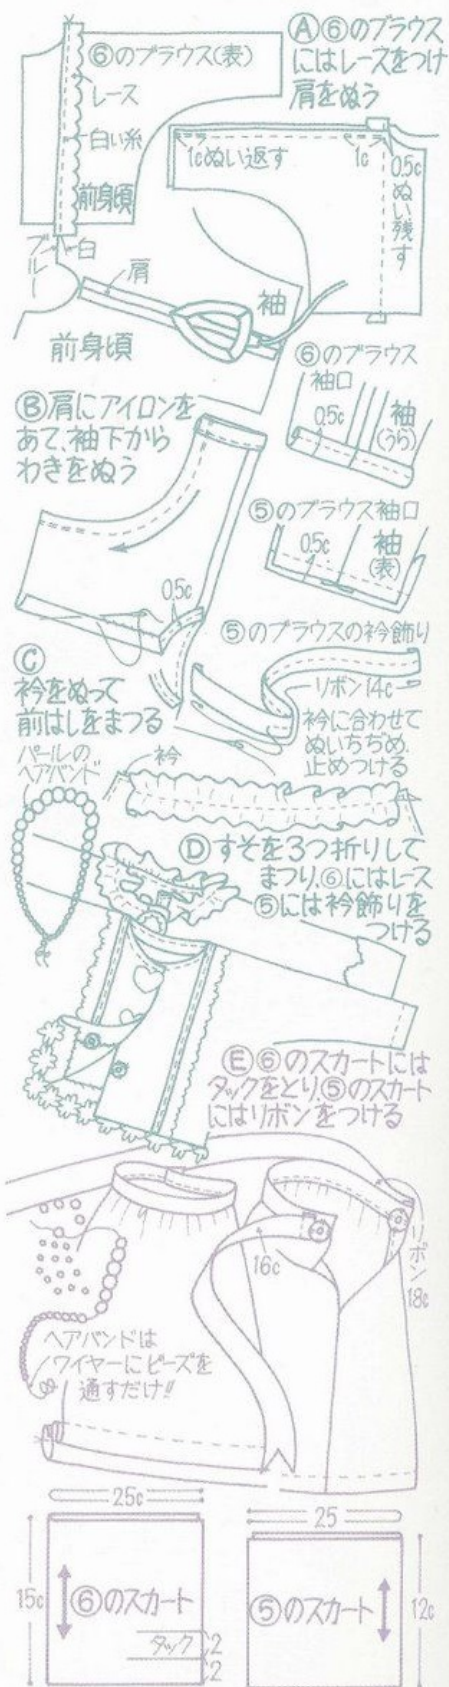 ⑥のブラウス(表)
レース
白い糸
前身頃
ブルー
白
Ⓐ⑥のブラウス
にはレースをつけ
肩をぬう
1cぬい返す
1c
0.5cぬい残す
肩
袖
前身頃
Ⓑ肩にアイロンを
あて、袖下から
わきをぬう
0.5c
⑥のブラウス
袖口
0.5c
袖
(うら)
⑤のブラウス袖口
0.5c
袖
(表)
Ⓒ
衿をぬって
前はしをまつる
⑤のブラウスの衿飾り
リボン14c
衿に合わせて
ぬいちぢめ、
止めつける
パールの
ヘアバンド
衿
Ⓓすそを3つ折りして
まつり、⑥にはレース
⑤には衿飾りを
つける
Ⓔ⑥のスカートには
タックをとり、⑤のスカート
にはリボンをつける
16c
リボン
18c
ヘアバンドは
ワイヤーにビーズを
通すだけ!!
25c
15c
⑥のスカート
タック
2
2
25
⑤のスカート
12c